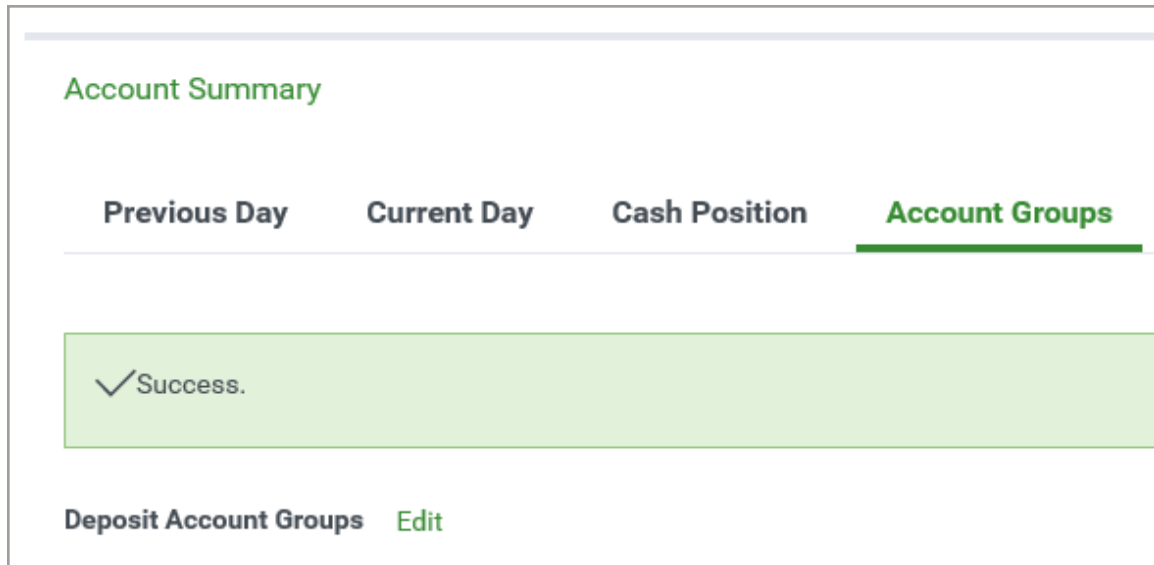 Account Summary
Previous Day Current Day Cash Position Account Groups
Success.
Deposit Account Groups Edit